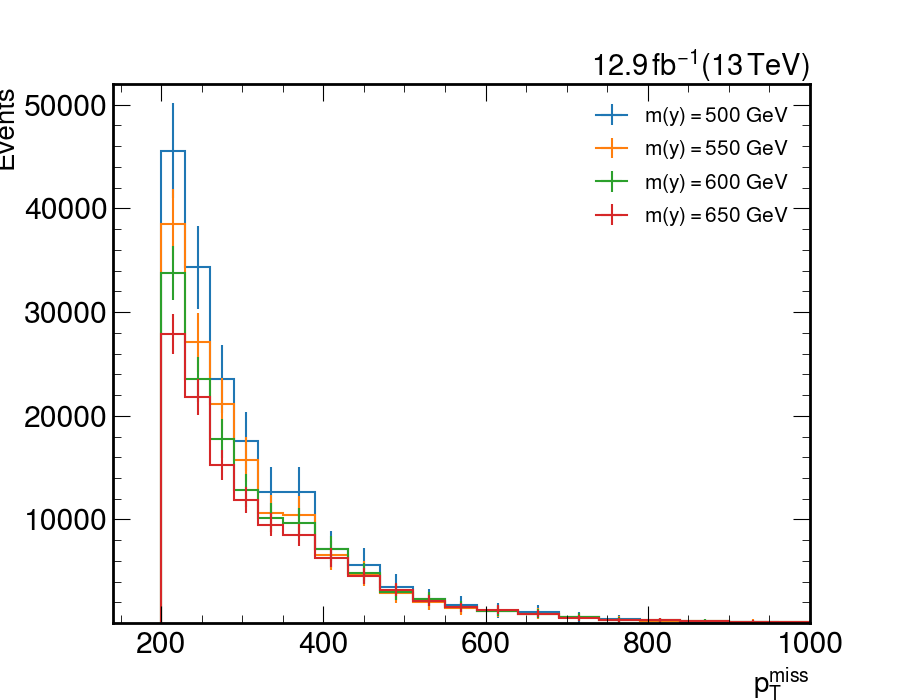 12.9 fb⁻¹(13 TeV)
Events
50000
40000
30000
20000
10000
m(y) = 500 GeV
m(y) = 550 GeV
m(y) = 600 GeV
m(y) = 650 GeV
200 400 600 800 1000
p_T^miss